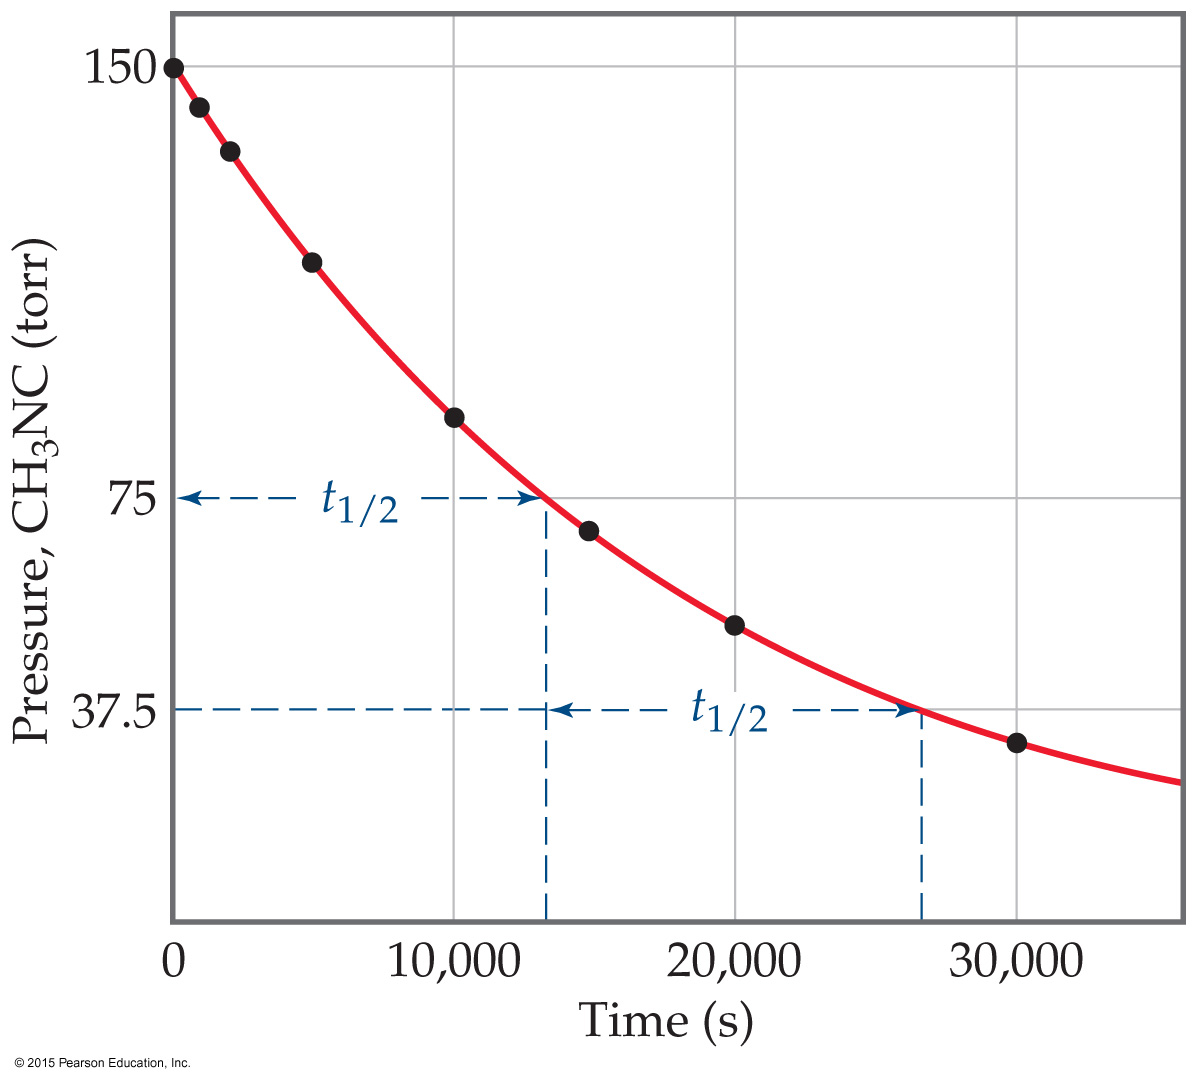 150
75
37.5
Pressure, CH₃NC (torr)
t₁/₂
t₁/₂
0 10,000 20,000 30,000
Time (s)
© 2015 Pearson Education, Inc.